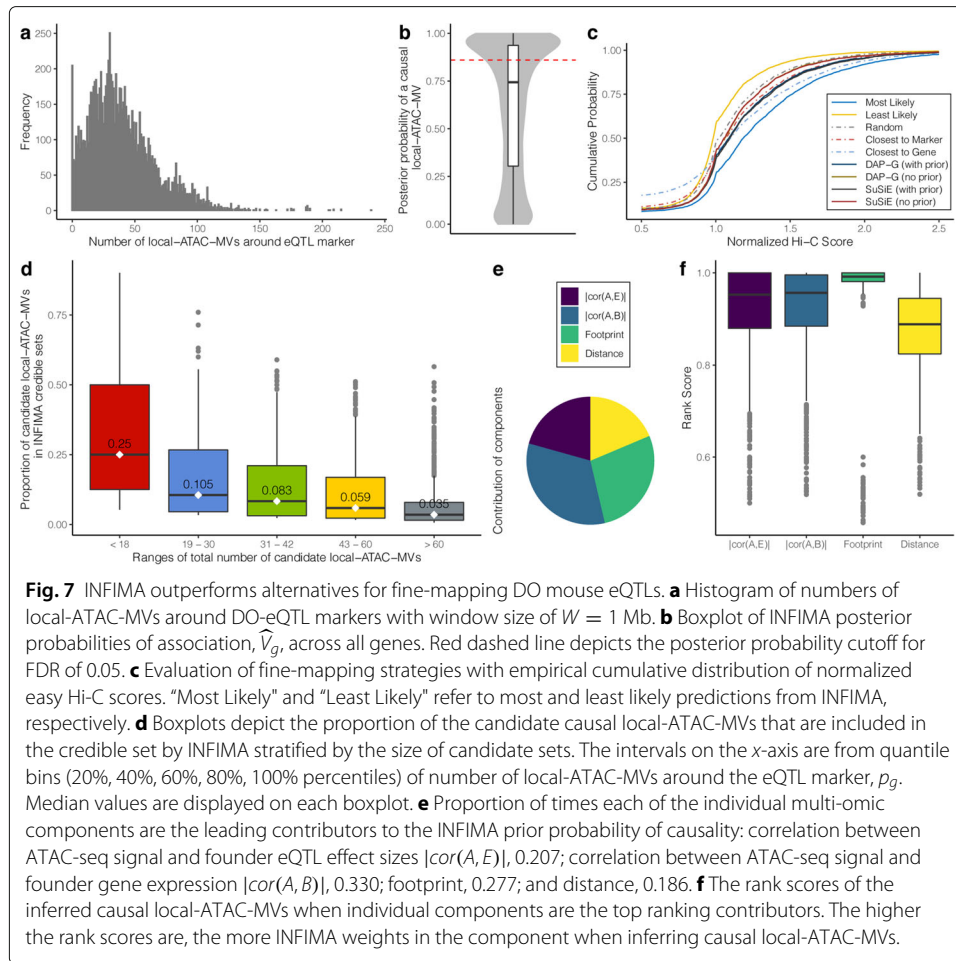 a
Frequency
250
200
150
100
50
0
0
50
100
150
200
250
Number of local-ATAC-MVs around eQTL marker
b
Posterior probability of a causal
local-ATAC-MV
1.00
0.75
0.50
0.25
0.00
c
Cumulative Probability
1.00
0.75
0.50
0.25
0.5
1.0
1.5
2.0
2.5
Normalized Hi-C Score
Most Likely
Least Likely
Random
Closest to Marker
Closest to Gene
DAP-G (with prior)
DAP-G (no prior)
SuSiE (with prior)
SuSiE (no prior)
d
Proportion of candidate local-ATAC-MVs
in INFIMA credible sets
0.75
0.50
0.25
0.00
0.25
0.105
0.083
0.059
0.035
< 18
19 - 30
31 - 42
43 - 60
> 60
Ranges of total number of candidate local-ATAC-MVs
e
|cor(A,E)|
|cor(A,B)|
Footprint
Distance
Contribution of components
f
Rank Score
1.0
0.8
0.6
|cor(A,E)|
|cor(A,B)|
Footprint
Distance
Fig. 7 INFIMA outperforms alternatives for fine-mapping DO mouse eQTLs. a Histogram of numbers of
local-ATAC-MVs around DO-eQTL markers with window size of W = 1 Mb. b Boxplot of INFIMA posterior
probabilities of association, V̂g, across all genes. Red dashed line depicts the posterior probability cutoff for
FDR of 0.05. c Evaluation of fine-mapping strategies with empirical cumulative distribution of normalized
easy Hi-C scores. “Most Likely" and “Least Likely" refer to most and least likely predictions from INFIMA,
respectively. d Boxplots depict the proportion of the candidate causal local-ATAC-MVs that are included in
the credible set by INFIMA stratified by the size of candidate sets. The intervals on the x-axis are from quantile
bins (20%, 40%, 60%, 80%, 100% percentiles) of number of local-ATAC-MVs around the eQTL marker, pg.
Median values are displayed on each boxplot. e Proportion of times each of the individual multi-omic
components are the leading contributors to the INFIMA prior probability of causality: correlation between
ATAC-seq signal and founder eQTL effect sizes |cor(A, E)|, 0.207; correlation between ATAC-seq signal and
founder gene expression |cor(A, B)|, 0.330; footprint, 0.277; and distance, 0.186. f The rank scores of the
inferred causal local-ATAC-MVs when individual components are the top ranking contributors. The higher
the rank scores are, the more INFIMA weights in the component when inferring causal local-ATAC-MVs.